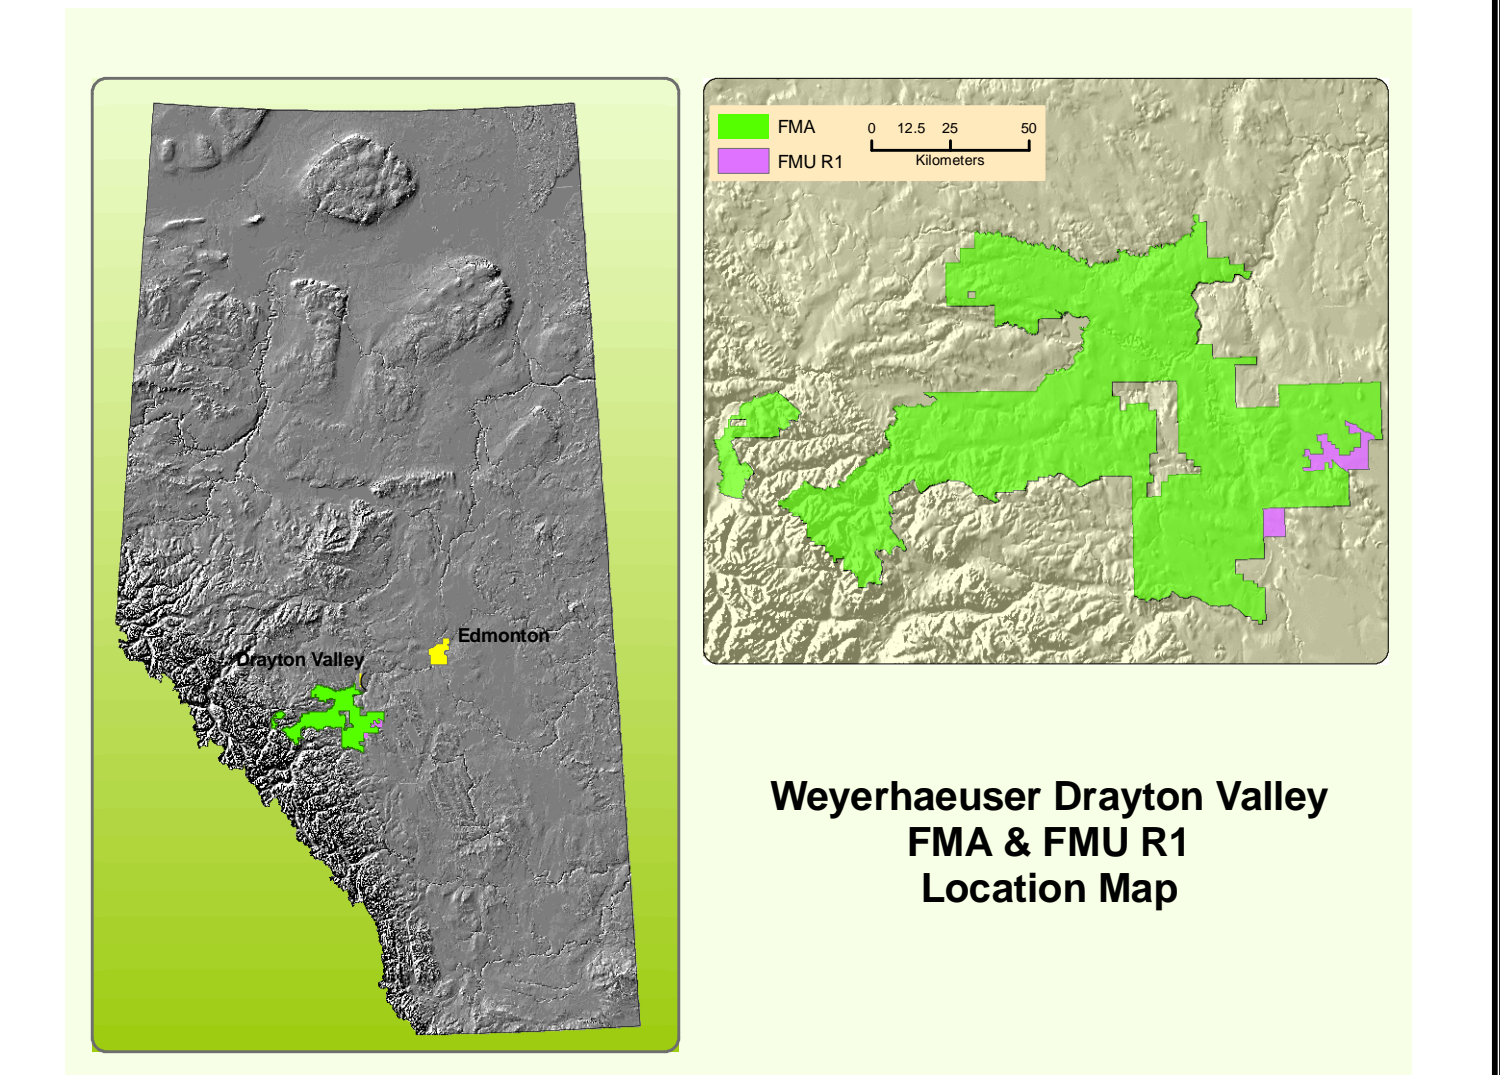 Edmonton
Drayton Valley
FMA
FMU R1
0 12.5 25 50
Kilometers
Weyerhaeuser Drayton Valley
FMA & FMU R1
Location Map